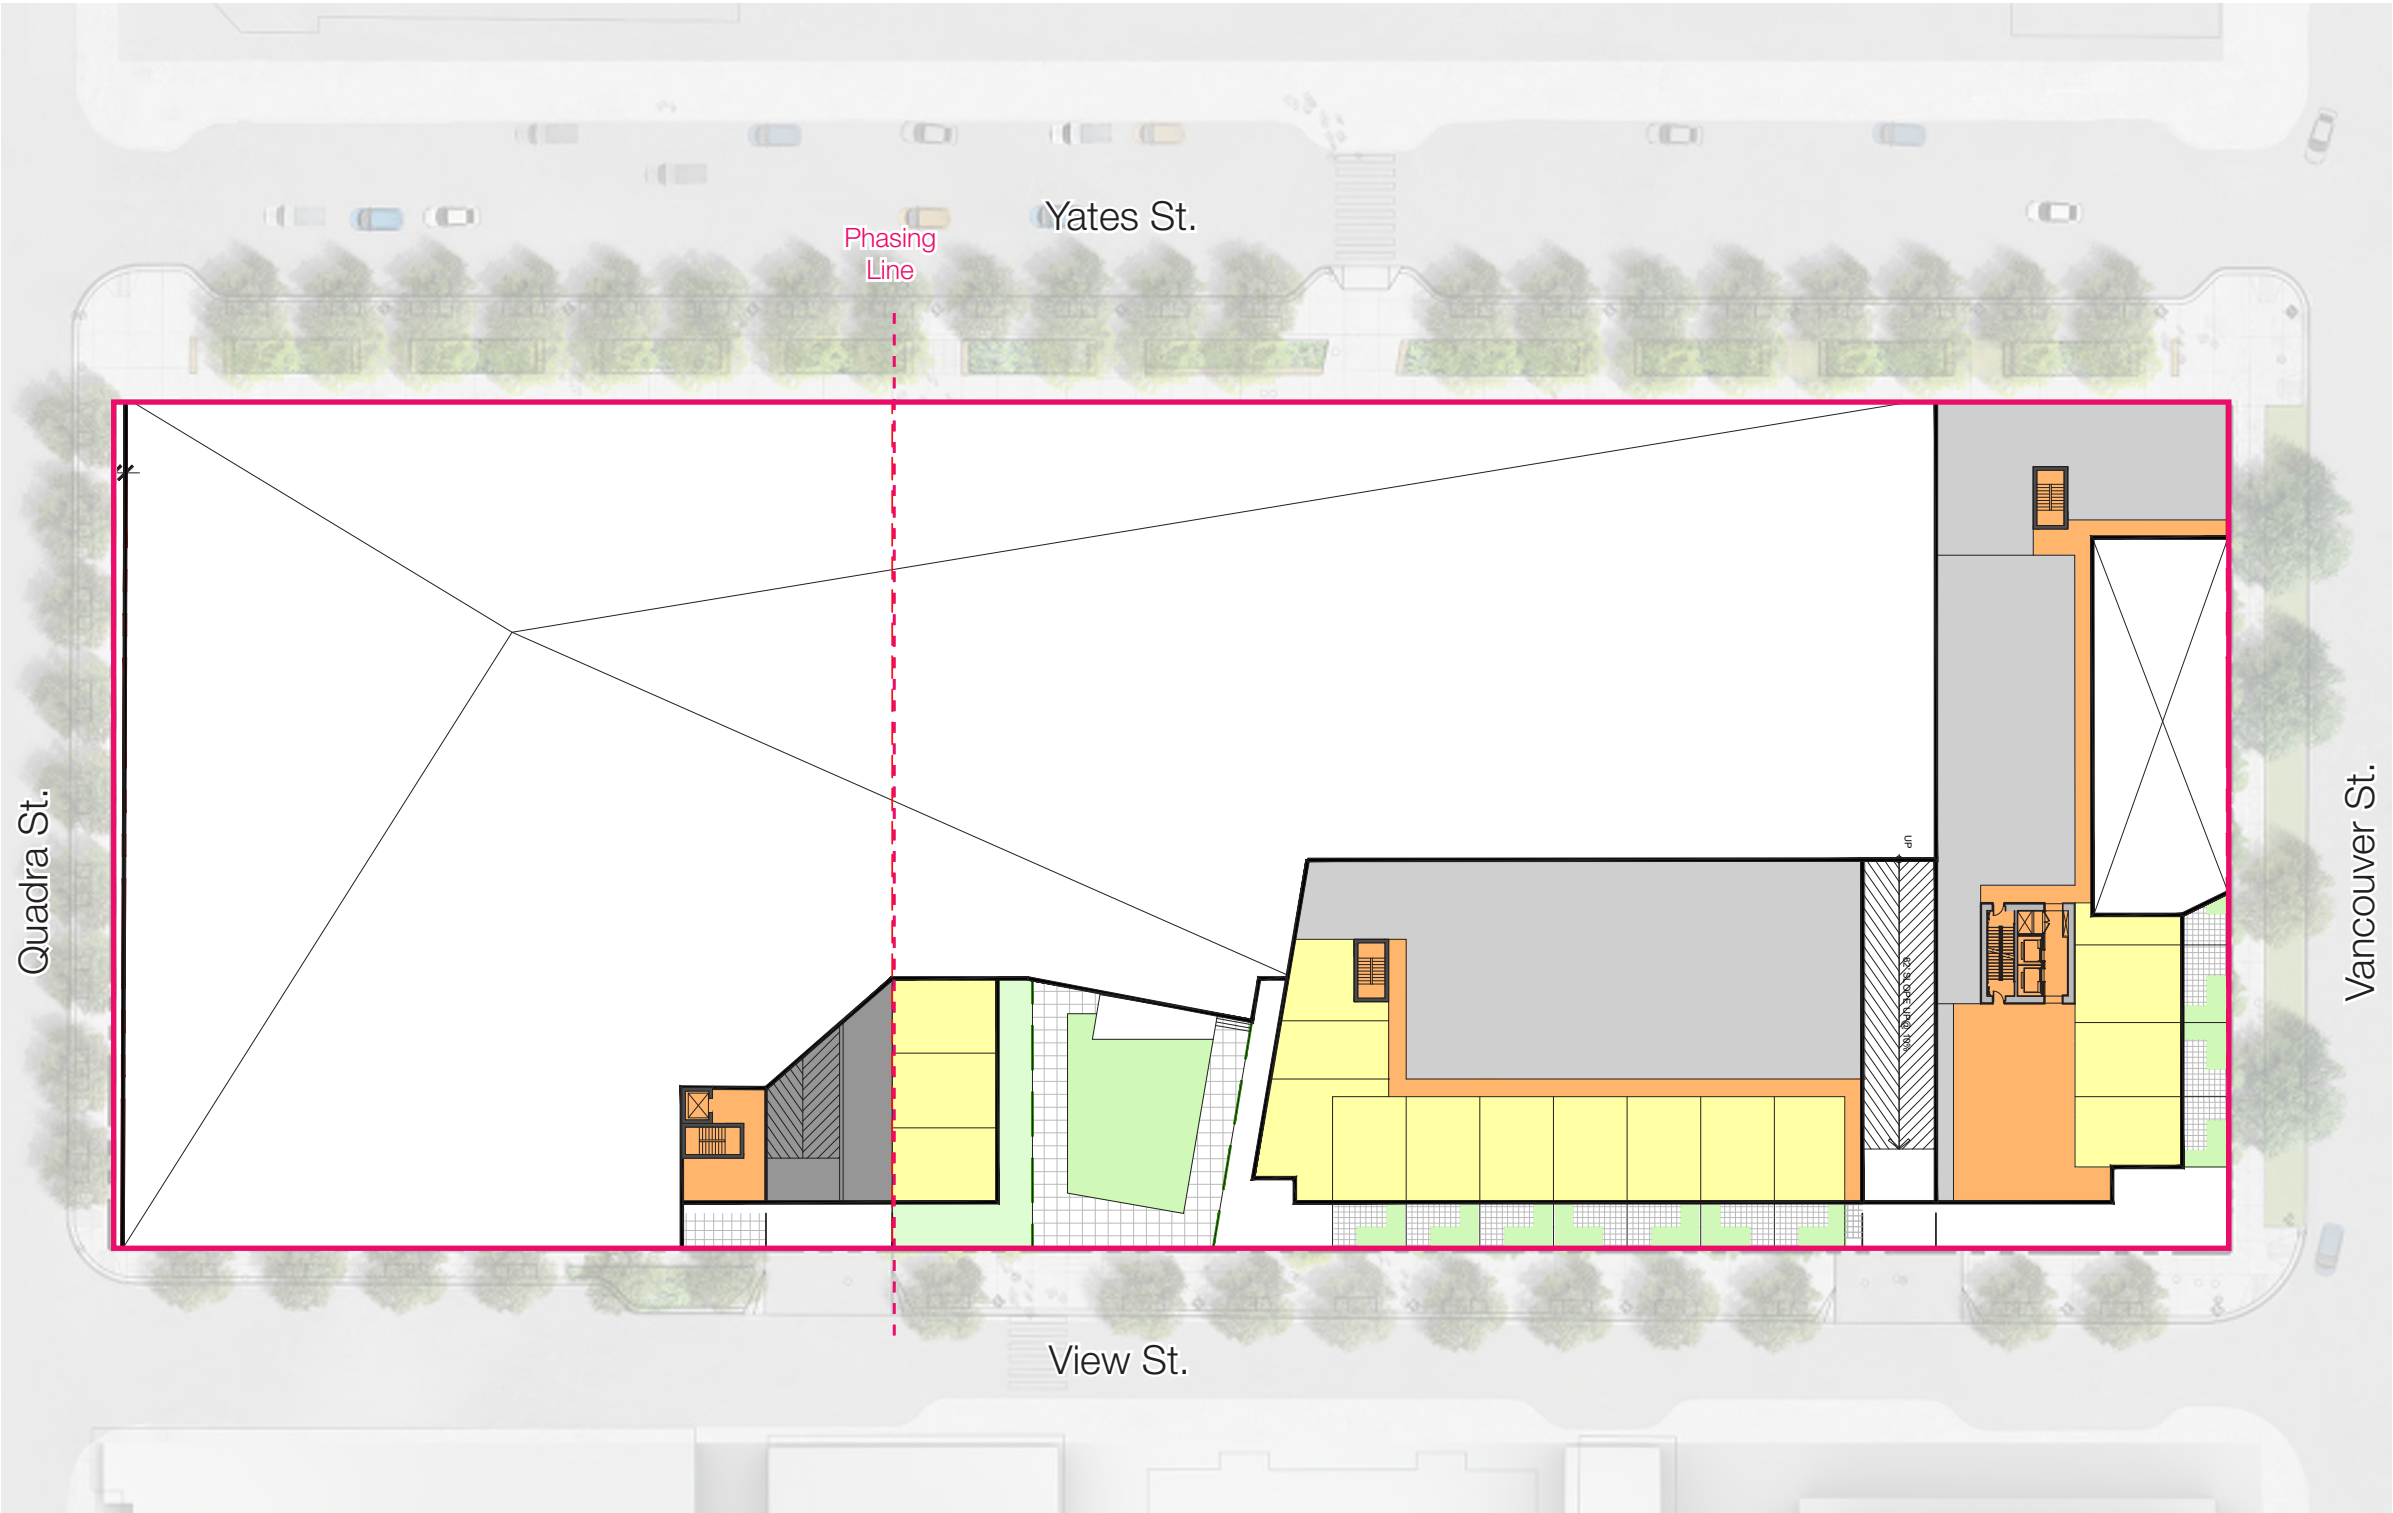 Yates St.
Phasing
Line
Quadra St.
Vancouver St.
UP
View St.